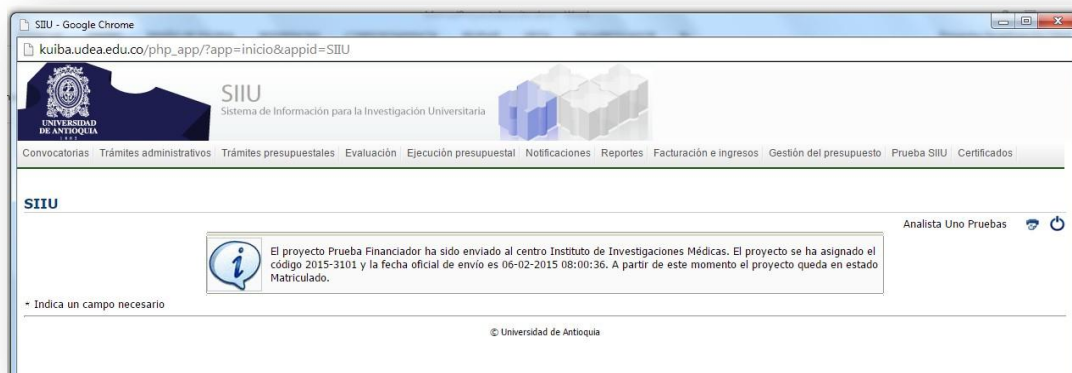 SIIU - Google Chrome
kuiba.udea.edu.co/php_app/?app=inicio&appid=SIIU
UNIVERSIDAD
DE ANTIOQUIA
1803
SIIU
Sistema de Información para la Investigación Universitaria
Convocatorias Trámites administrativos Trámites presupuestales Evaluación Ejecución presupuestal Notificaciones Reportes Facturación e ingresos Gestión del presupuesto Prueba SIIU Certificados
SIIU
Analista Uno Pruebas
El proyecto Prueba Financiador ha sido enviado al centro Instituto de Investigaciones Médicas. El proyecto se ha asignado el
código 2015-3101 y la fecha oficial de envío es 06-02-2015 08:00:36. A partir de este momento el proyecto queda en estado
Matriculado.
* Indica un campo necesario
© Universidad de Antioquia